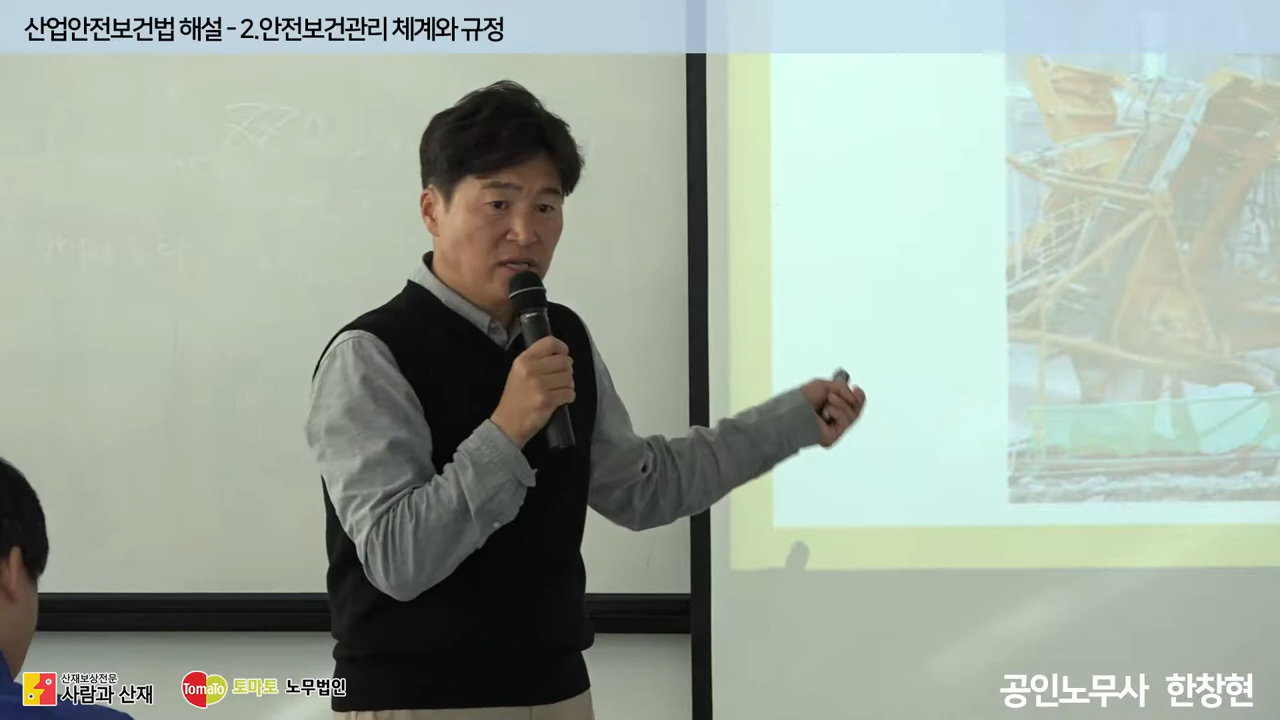 산업안전보건법 해설 - 2.안전보건관리 체계와 규정
산재보상전문
사람과 산재
TomaTo
토마토 노무법인
공인노무사 한창현